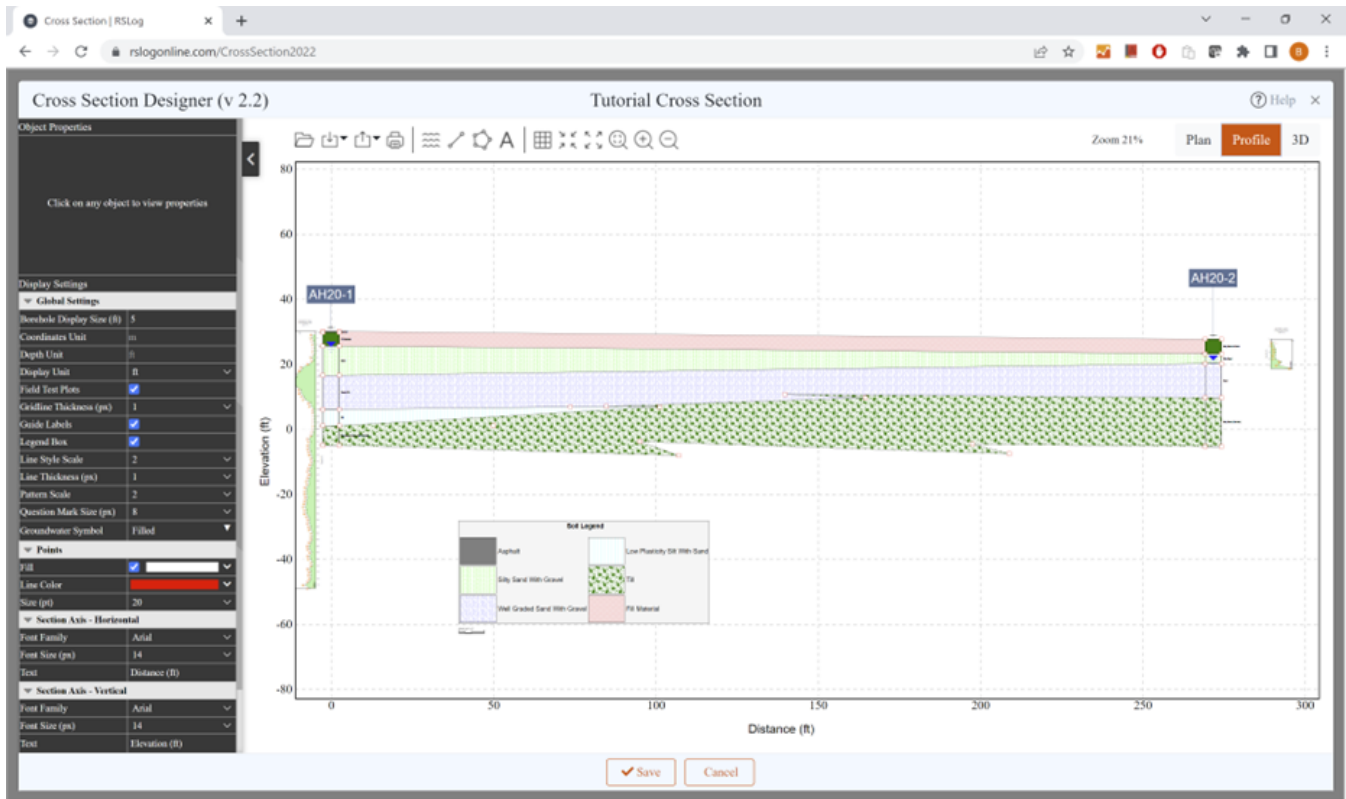 Cross Section | RSLog
rslogonline.com/CrossSection2022
B
Cross Section Designer (v 2.2)
Tutorial Cross Section
Help
Object Properties
Click on any object to view properties
Zoom 21%
Plan
Profile
3D
Display Settings
Global Settings
Borehole Display Size (ft) 5
Coordinates Unit m
Depth Unit ft
Display Unit ft
Field Test Plots
Gridline Thickness (px) 1
Guide Labels
Legend Box
Line Style Scale 2
Line Thickness (px) 1
Pattern Scale 2
Question Mark Size (px) 8
Groundwater Symbol Filled
Points
Fill
Line Color
Size (pt) 20
Section Axis - Horizontal
Font Family Arial
Font Size (px) 14
Text Distance (ft)
Section Axis - Vertical
Font Family Arial
Font Size (px) 14
Text Elevation (ft)
80
60
40
20
0
-20
-40
-60
-80
Elevation (ft)
AH20-1
AH20-2
Soil Legend
Asphalt
Low Plasticity Silt With Sand
Silty Sand With Gravel
Till
Well Graded Sand With Gravel
Fill Material
0 50 100 150 200 250 300
Distance (ft)
Save
Cancel